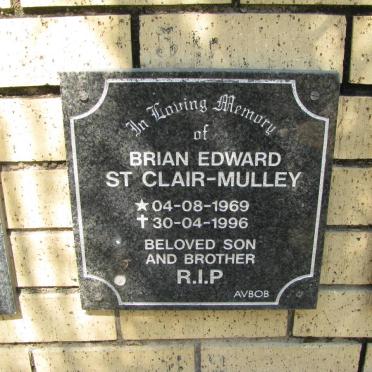 In Loving Memory
of
BRIAN EDWARD
ST CLAIR-MULLEY
★ 04-08-1969
✝ 30-04-1996
BELOVED SON
AND BROTHER
R.I.P
AVBOB